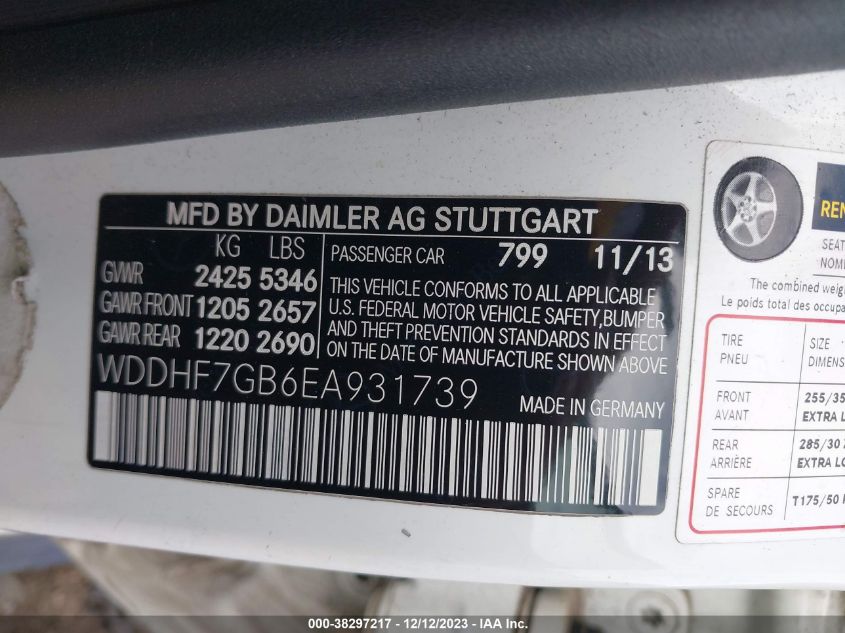 MFD BY DAIMLER AG STUTTGART
KG LBS
GVWR 2425 5346
GAWR FRONT 1205 2657
GAWR REAR 1220 2690
PASSENGER CAR 799 11/13
THIS VEHICLE CONFORMS TO ALL APPLICABLE
U.S. FEDERAL MOTOR VEHICLE SAFETY,BUMPER
AND THEFT PREVENTION STANDARDS IN EFFECT
ON THE DATE OF MANUFACTURE SHOWN ABOVE
WDDHF7GB6EA931739
MADE IN GERMANY
The combined
Le poids total des
TIRE
PNEU
SIZE
FRONT
AVANT
255/35
EXTRA
REAR
ARRIÈRE
285/30
EXTRA
SPARE
DE SECOURS
T175/50
000-38297217 - 12/12/2023 - IAA Inc.